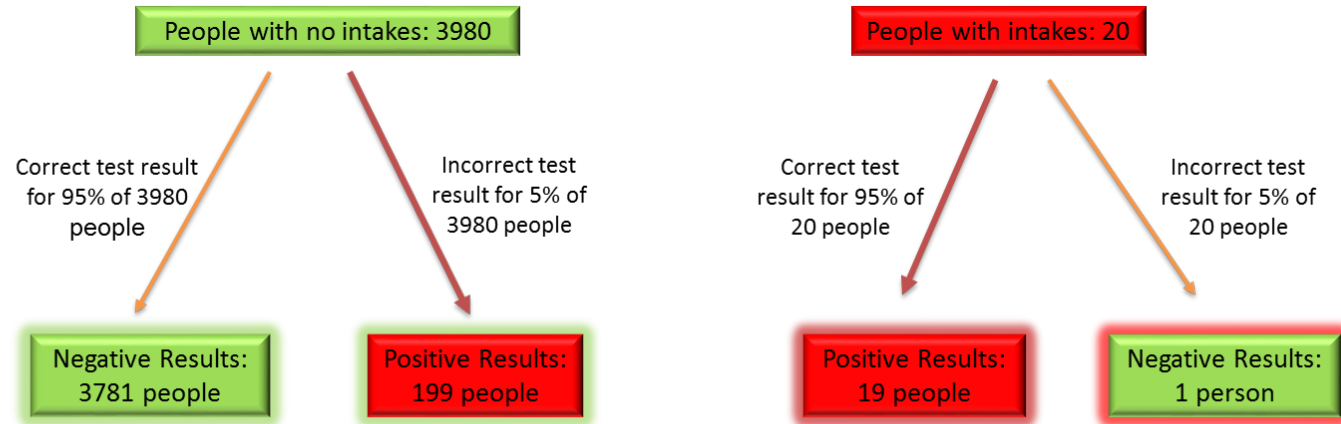 People with no intakes: 3980
People with intakes: 20
Correct test result
for 95% of 3980
people
Incorrect test
result for 5% of
3980 people
Correct test
result for 95% of
20 people
Incorrect test
result for 5% of
20 people
Negative Results:
3781 people
Positive Results:
199 people
Positive Results:
19 people
Negative Results:
1 person